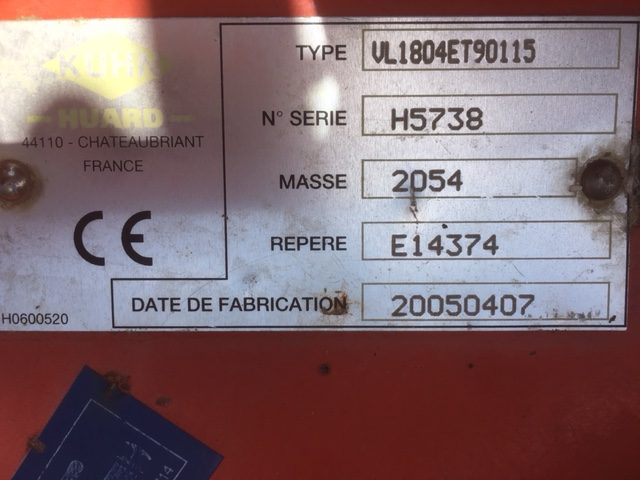 KUHN
HUARD
44110 - CHATEAUBRIANT
FRANCE
CE
H0600520
TYPE VL1804ET90115
N° SERIE H5738
MASSE 2054
REPERE E14374
DATE DE FABRICATION 20050407